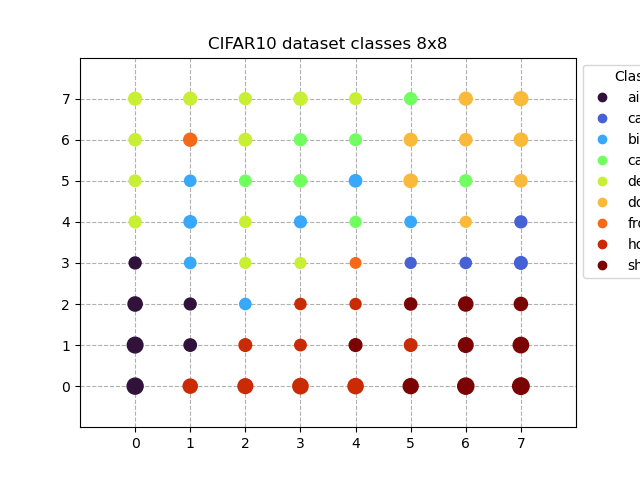 CIFAR10 dataset classes 8x8
Clas
7
ai
ca
6
bi
ca
5
de
do
4
fro
ho
3
sh
2
1
0
0 1 2 3 4 5 6 7